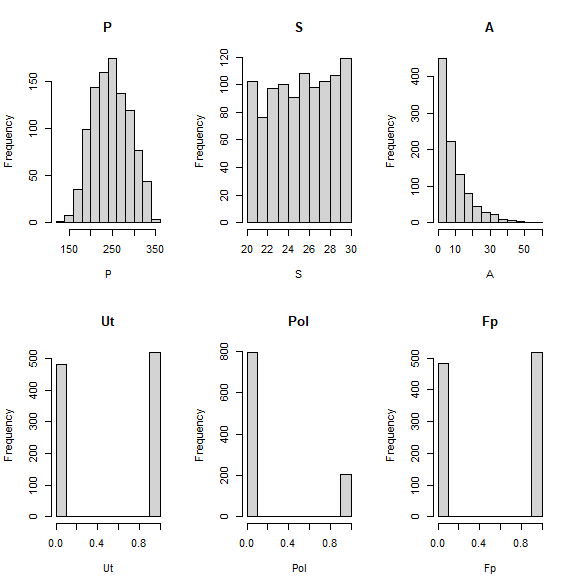 P
Frequency
0 50 100 150
150 250 350
P
S
Frequency
0 20 40 60 80 100 120
20 22 24 26 28 30
S
A
Frequency
0 100 200 300 400
0 10 30 50
A
Ut
Frequency
0 100 200 300 400 500
0.0 0.4 0.8
Ut
Pol
Frequency
0 200 400 600 800
0.0 0.4 0.8
Pol
Fp
Frequency
0 100 200 300 400 500
0.0 0.4 0.8
Fp